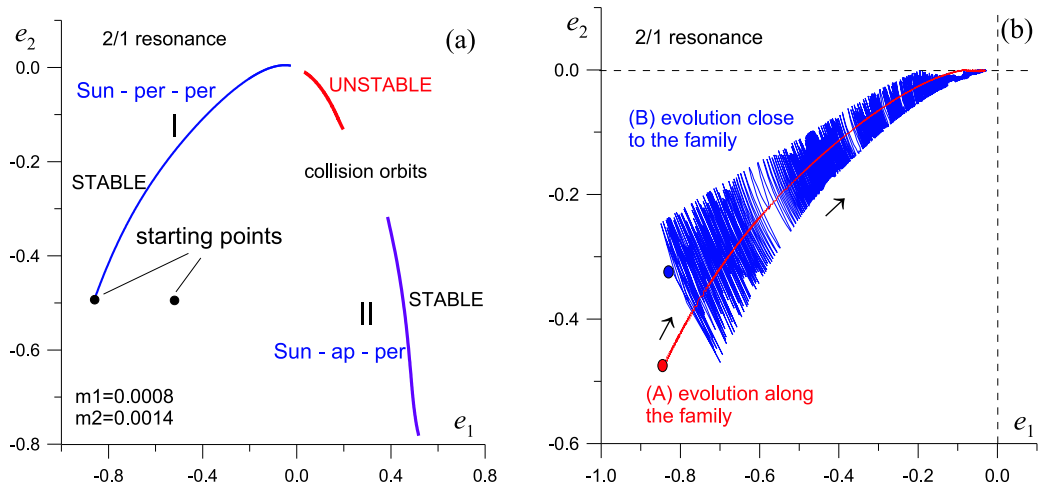 e2
2/1 resonance
(a)
0.0
Sun - per - per
UNSTABLE
I
-0.2
STABLE
collision orbits
starting points
-0.4
STABLE
II
-0.6
Sun - ap - per
m1=0.0008
m2=0.0014
e1
-0.8
-0.8 -0.4 0.0 0.4 0.8
e2
2/1 resonance
(b)
0.0
(B) evolution close
to the family
-0.2
-0.4
(A) evolution along
the family
e1
-0.6
-1.0 -0.8 -0.6 -0.4 -0.2 0.0